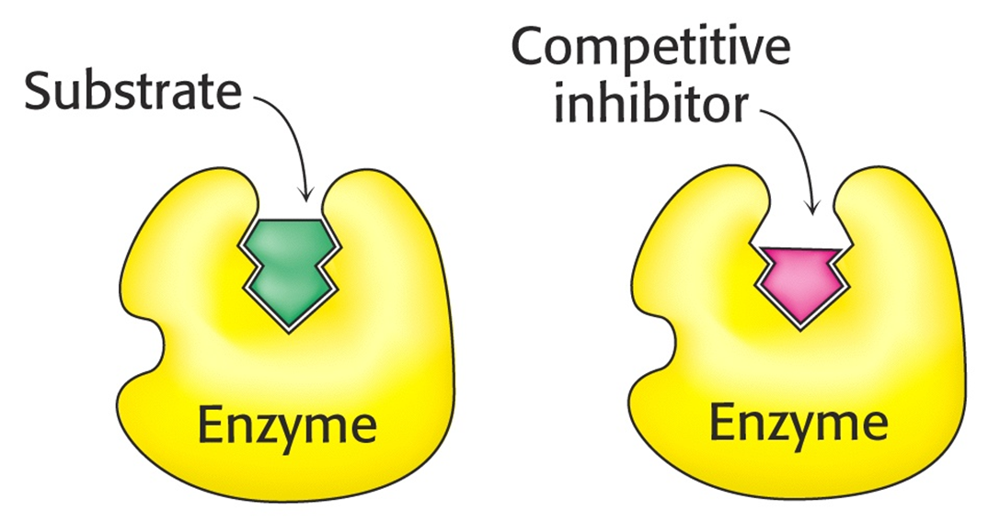 Substrate
Competitive
inhibitor
Enzyme
Enzyme